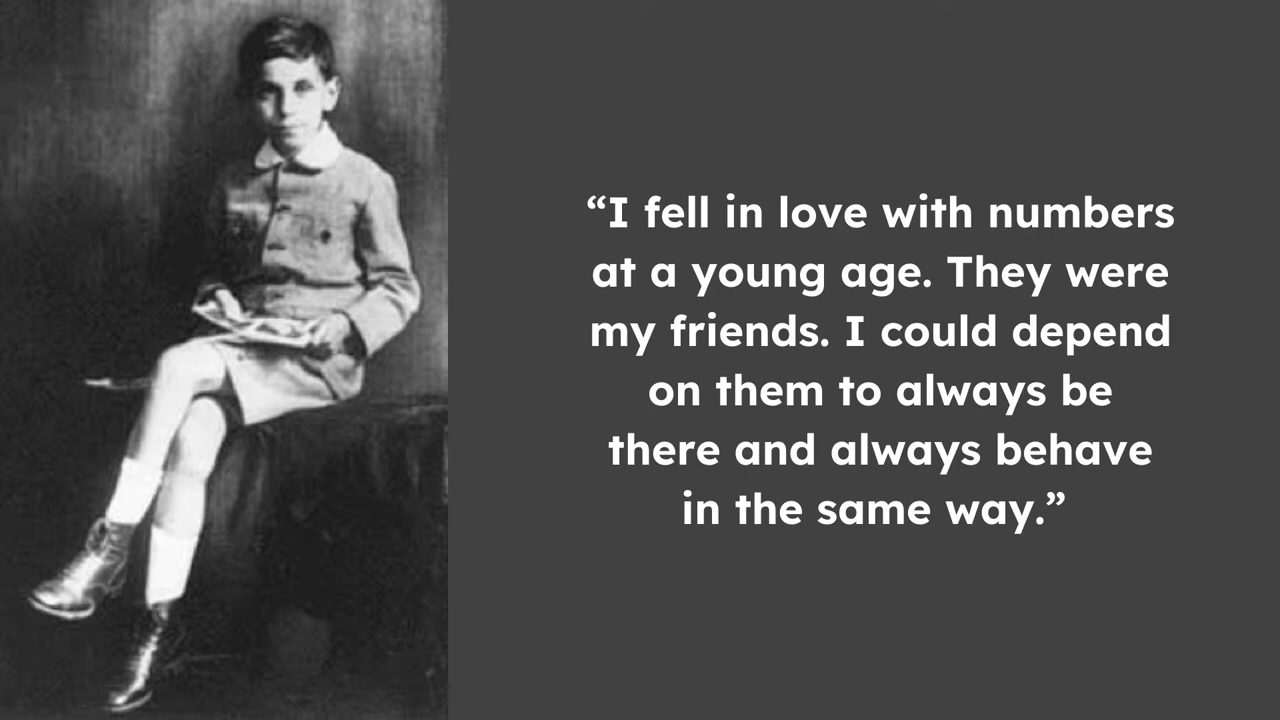 “I fell in love with numbers
at a young age. They were
my friends. I could depend
on them to always be
there and always behave
in the same way.”